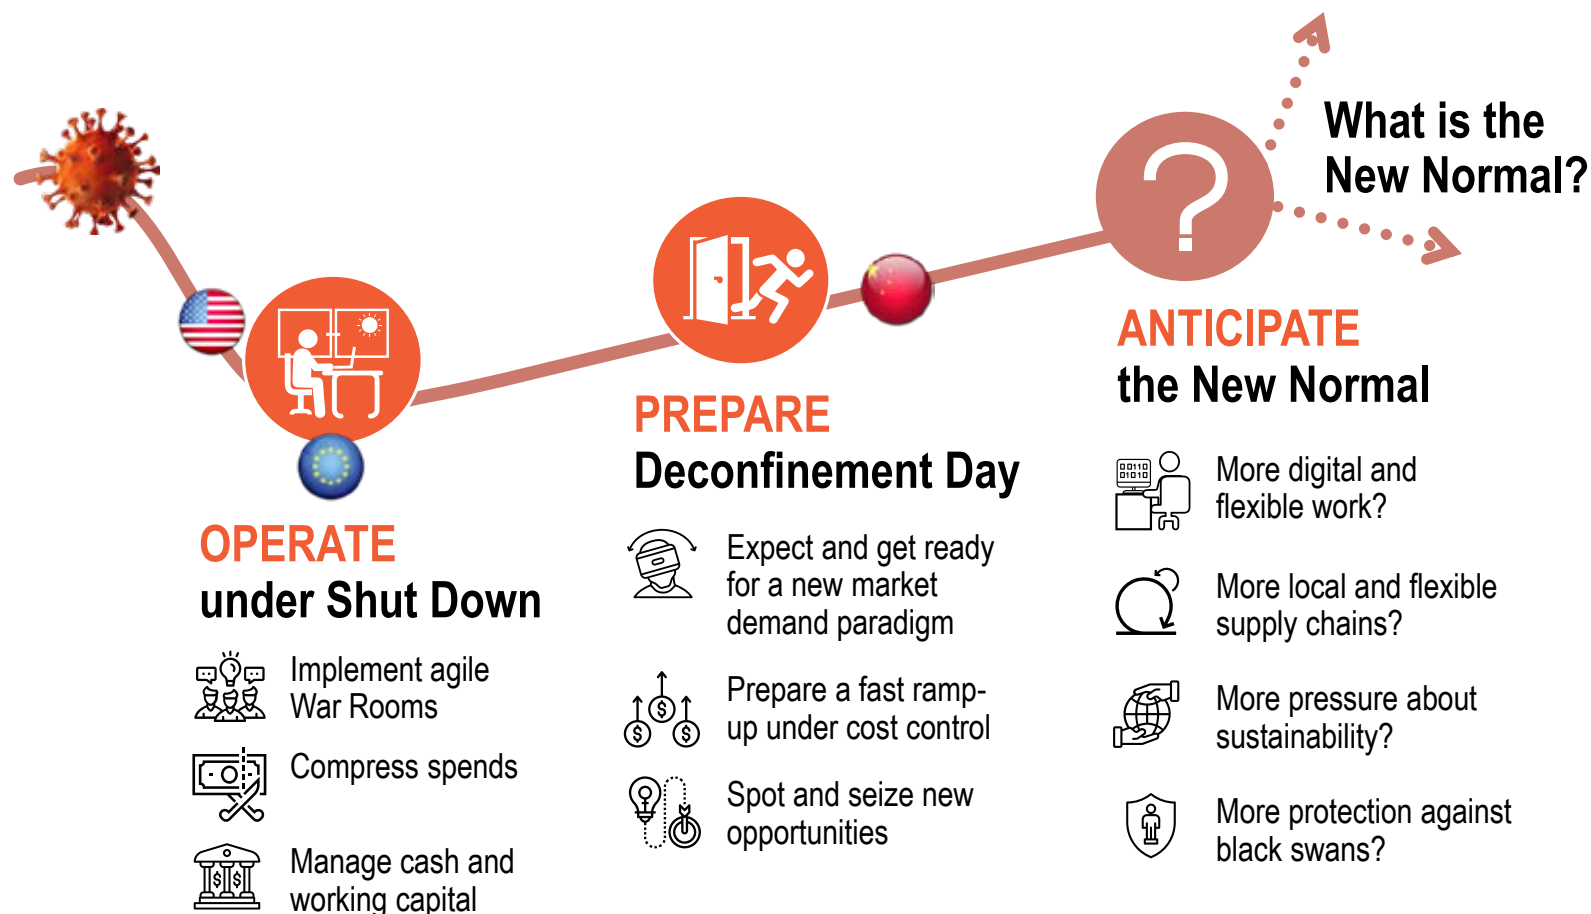 What is the
New Normal?
OPERATE
under Shut Down
Implement agile
War Rooms
Compress spends
Manage cash and
working capital
PREPARE
Deconfinement Day
Expect and get ready
for a new market
demand paradigm
Prepare a fast ramp-
up under cost control
Spot and seize new
opportunities
ANTICIPATE
the New Normal
More digital and
flexible work?
More local and flexible
supply chains?
More pressure about
sustainability?
More protection against
black swans?